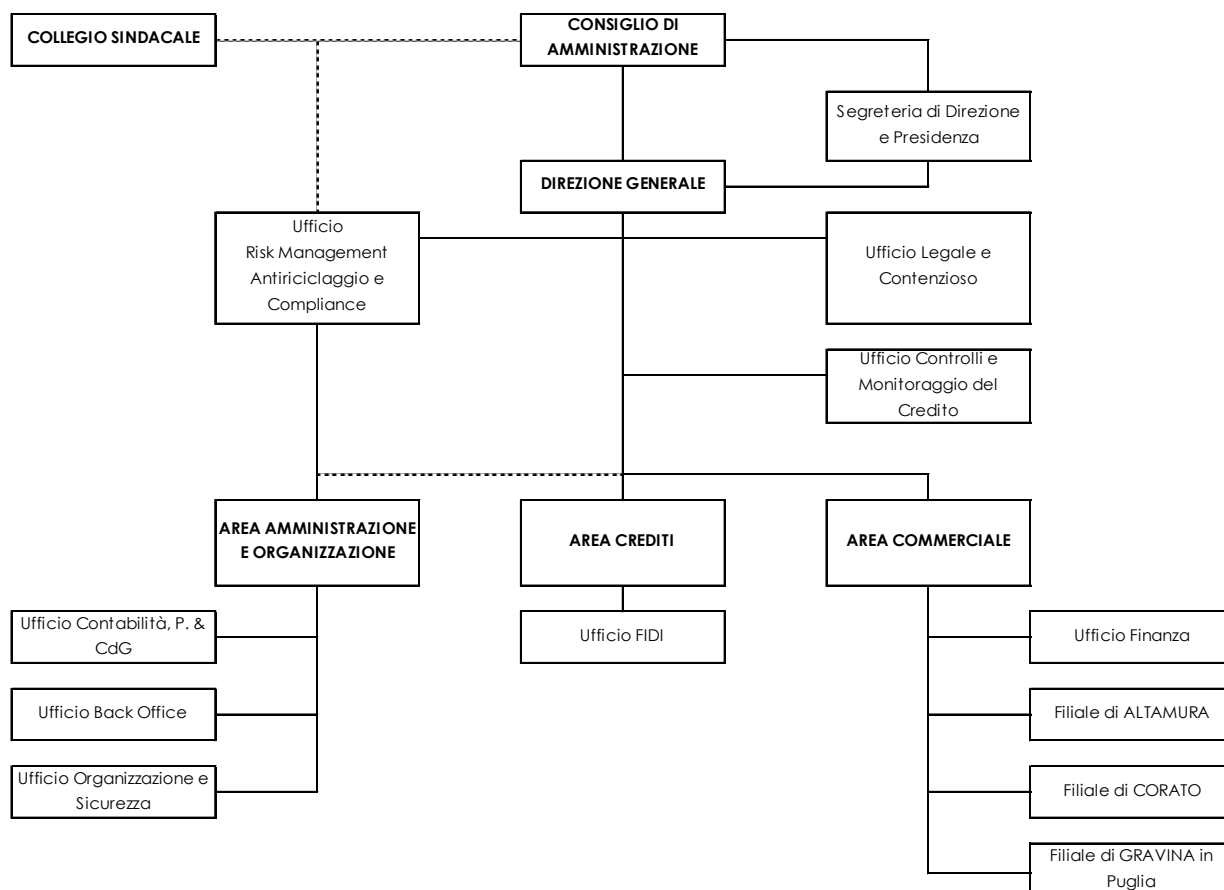 COLLEGIO SINDACALE
CONSIGLIO DI
AMMINISTRAZIONE
Segreteria di Direzione
e Presidenza
DIREZIONE GENERALE
Ufficio
Risk Management
Antiriciclaggio e
Compliance
Ufficio Legale e
Contenzioso
Ufficio Controlli e
Monitoraggio del
Credito
AREA AMMINISTRAZIONE
E ORGANIZZAZIONE
AREA CREDITI
AREA COMMERCIALE
Ufficio Contabilità, P. &
CdG
Ufficio FIDI
Ufficio Finanza
Ufficio Back Office
Filiale di ALTAMURA
Ufficio Organizzazione e
Sicurezza
Filiale di CORATO
Filiale di GRAVINA in
Puglia